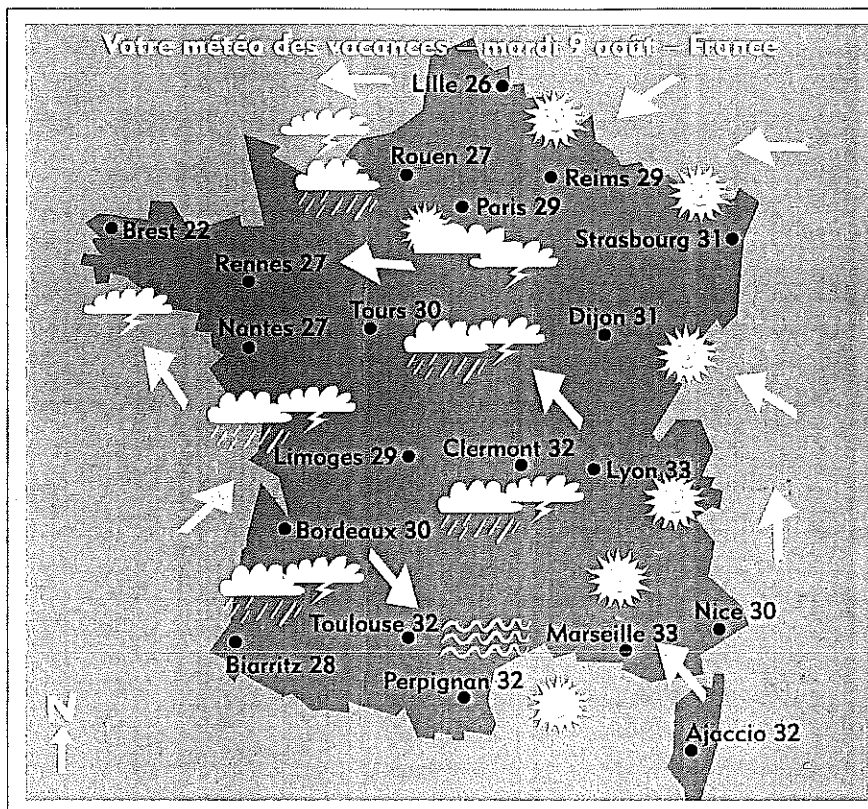 Votre météo des vacances – mardi 9 août – France
Lille 26
Rouen 27
Reims 29
Paris 29
Brest 22
Strasbourg 31
Rennes 27
Tours 30
Dijon 31
Nantes 27
Clermont 32
Limoges 29
Lyon 33
Bordeaux 30
Nice 30
Toulouse 32
Marseille 33
Biarritz 28
Perpignan 32
N
Ajaccio 32